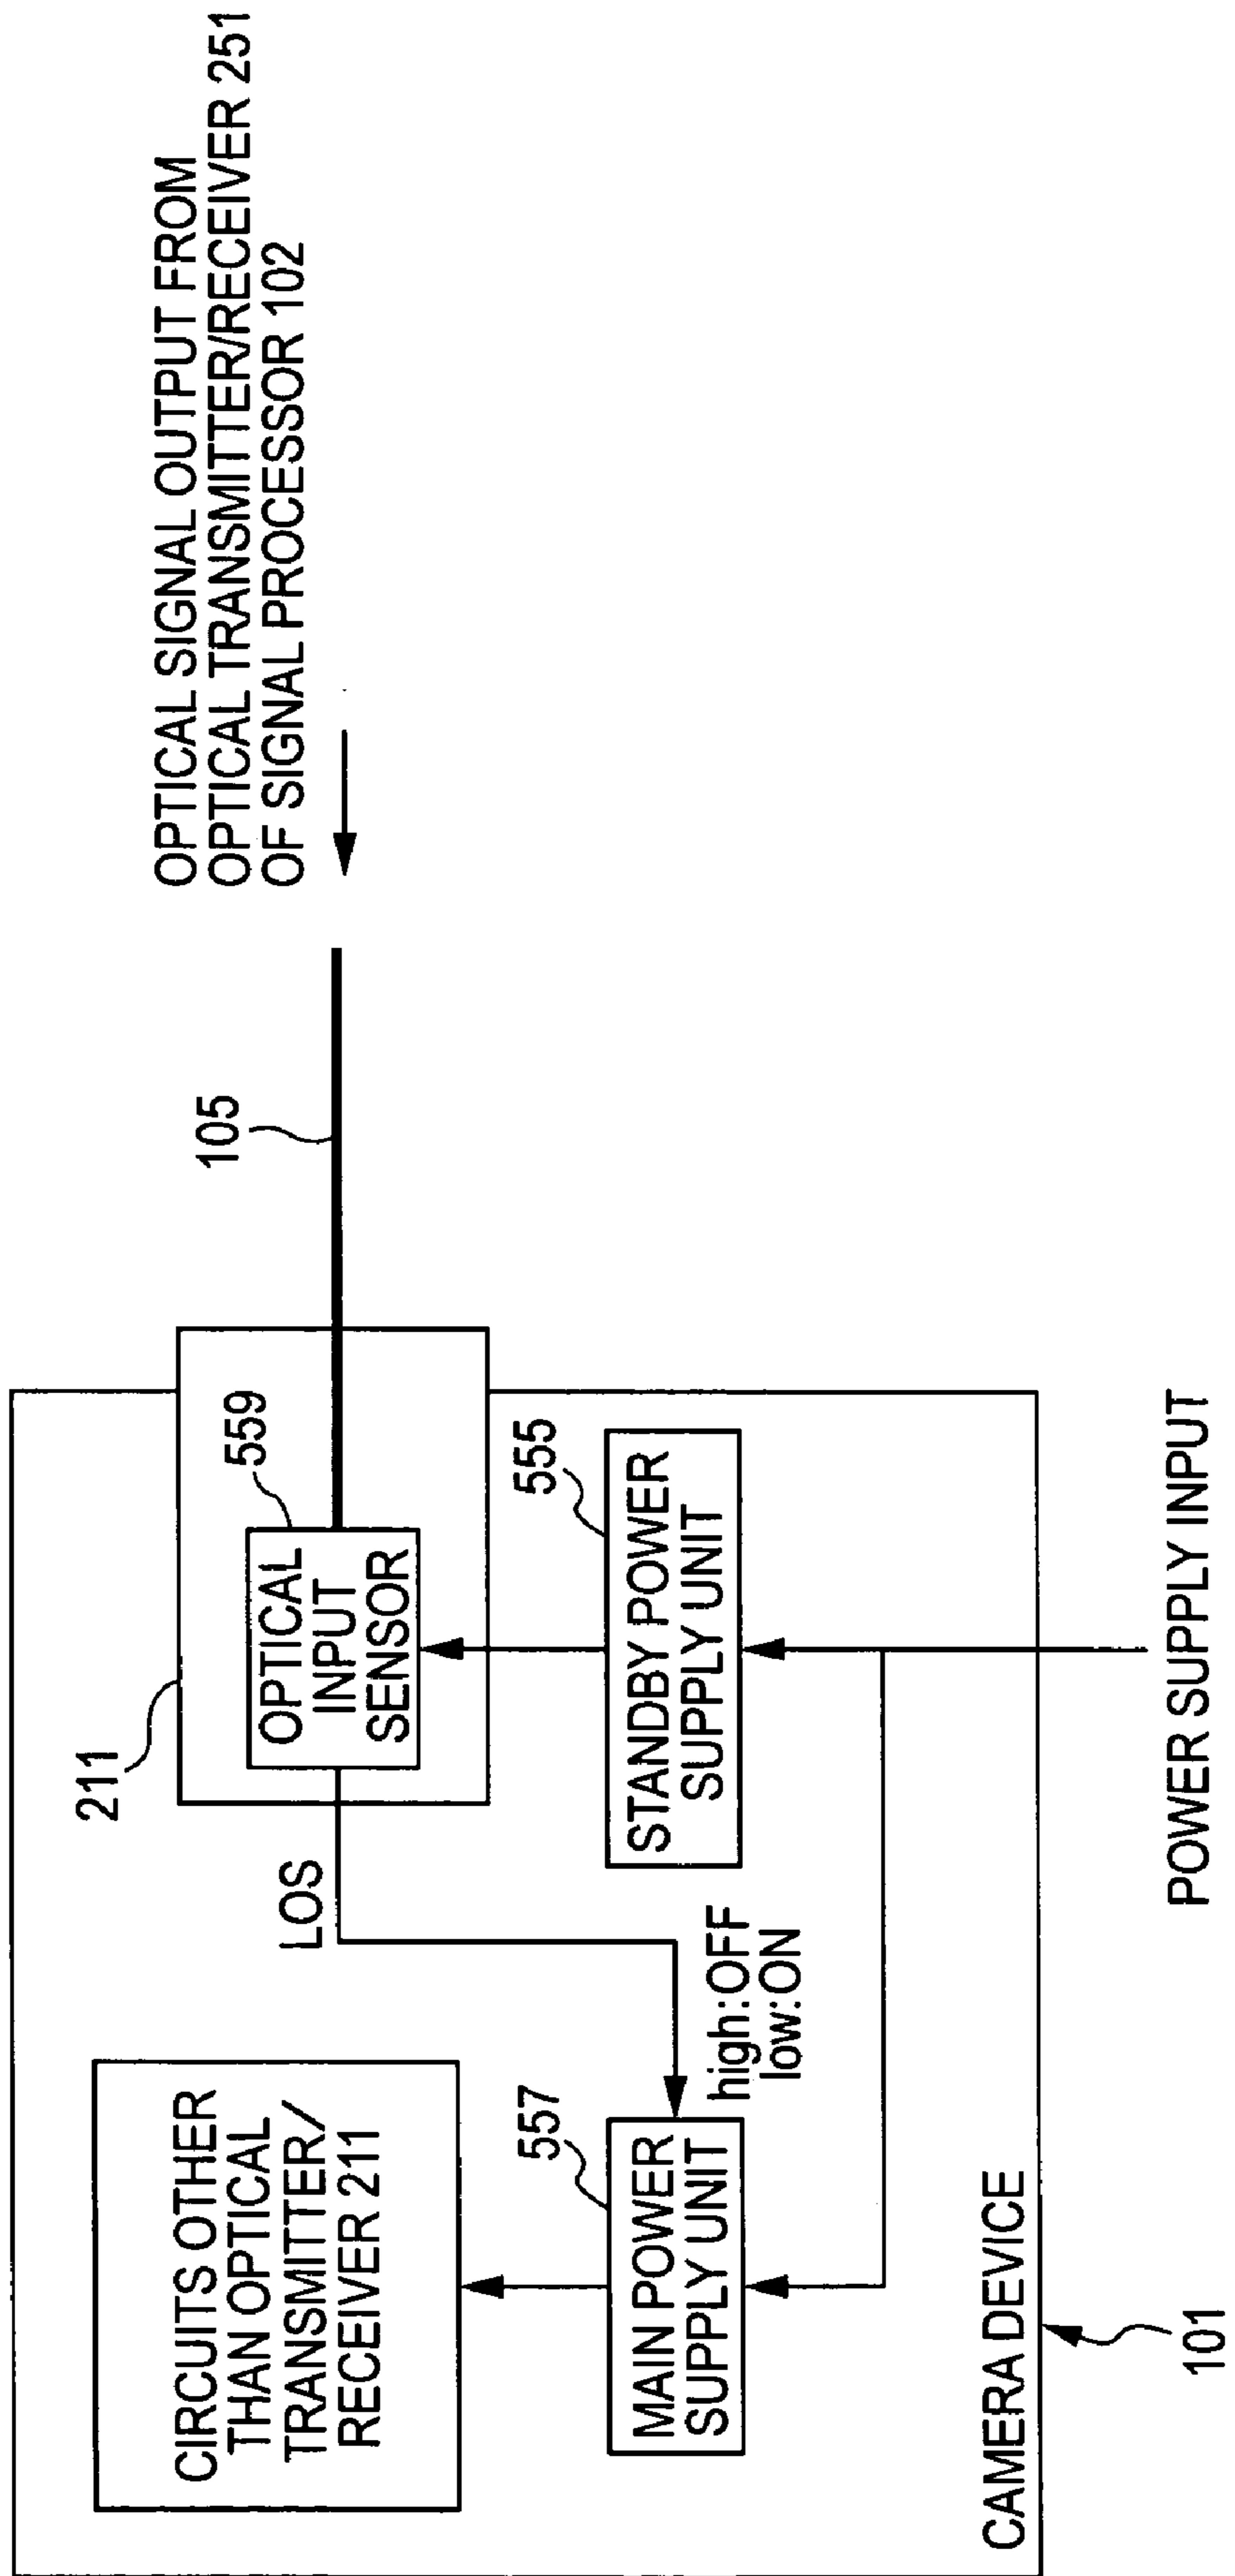 OPTICAL SIGNAL OUTPUT FROM
OPTICAL TRANSMITTER/RECEIVER 251
OF SIGNAL PROCESSOR 102
105
211
559
OPTICAL
INPUT
SENSOR
LOS
CIRCUITS OTHER
THAN OPTICAL
TRANSMITTER/
RECEIVER 211
557
MAIN POWER
SUPPLY UNIT
high:OFF
low:ON
555
STANDBY POWER
SUPPLY UNIT
CAMERA DEVICE
101
POWER SUPPLY INPUT